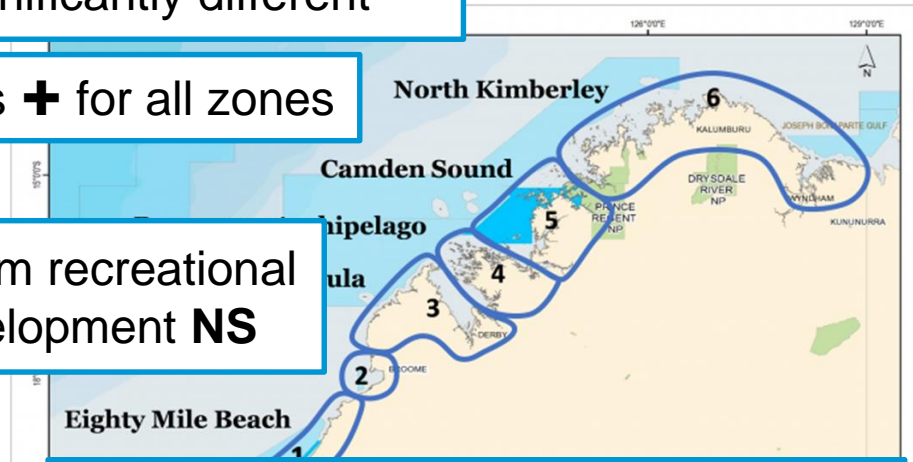 nificantly different
126°0'0"E
129°0'0"E
N
s + for all zones
North Kimberley
6
KALUMBURU
JOSEPH BONAPARTE GULF
Camden Sound
DRYSDALE
RIVER
NP
WYNDHAM
KUNUNURRA
PRINCE
REGENT
NP
5
hipelago
m recreational
ula
elopment NS
4
3
DERBY
2
BROOME
Eighty Mile Beach
1